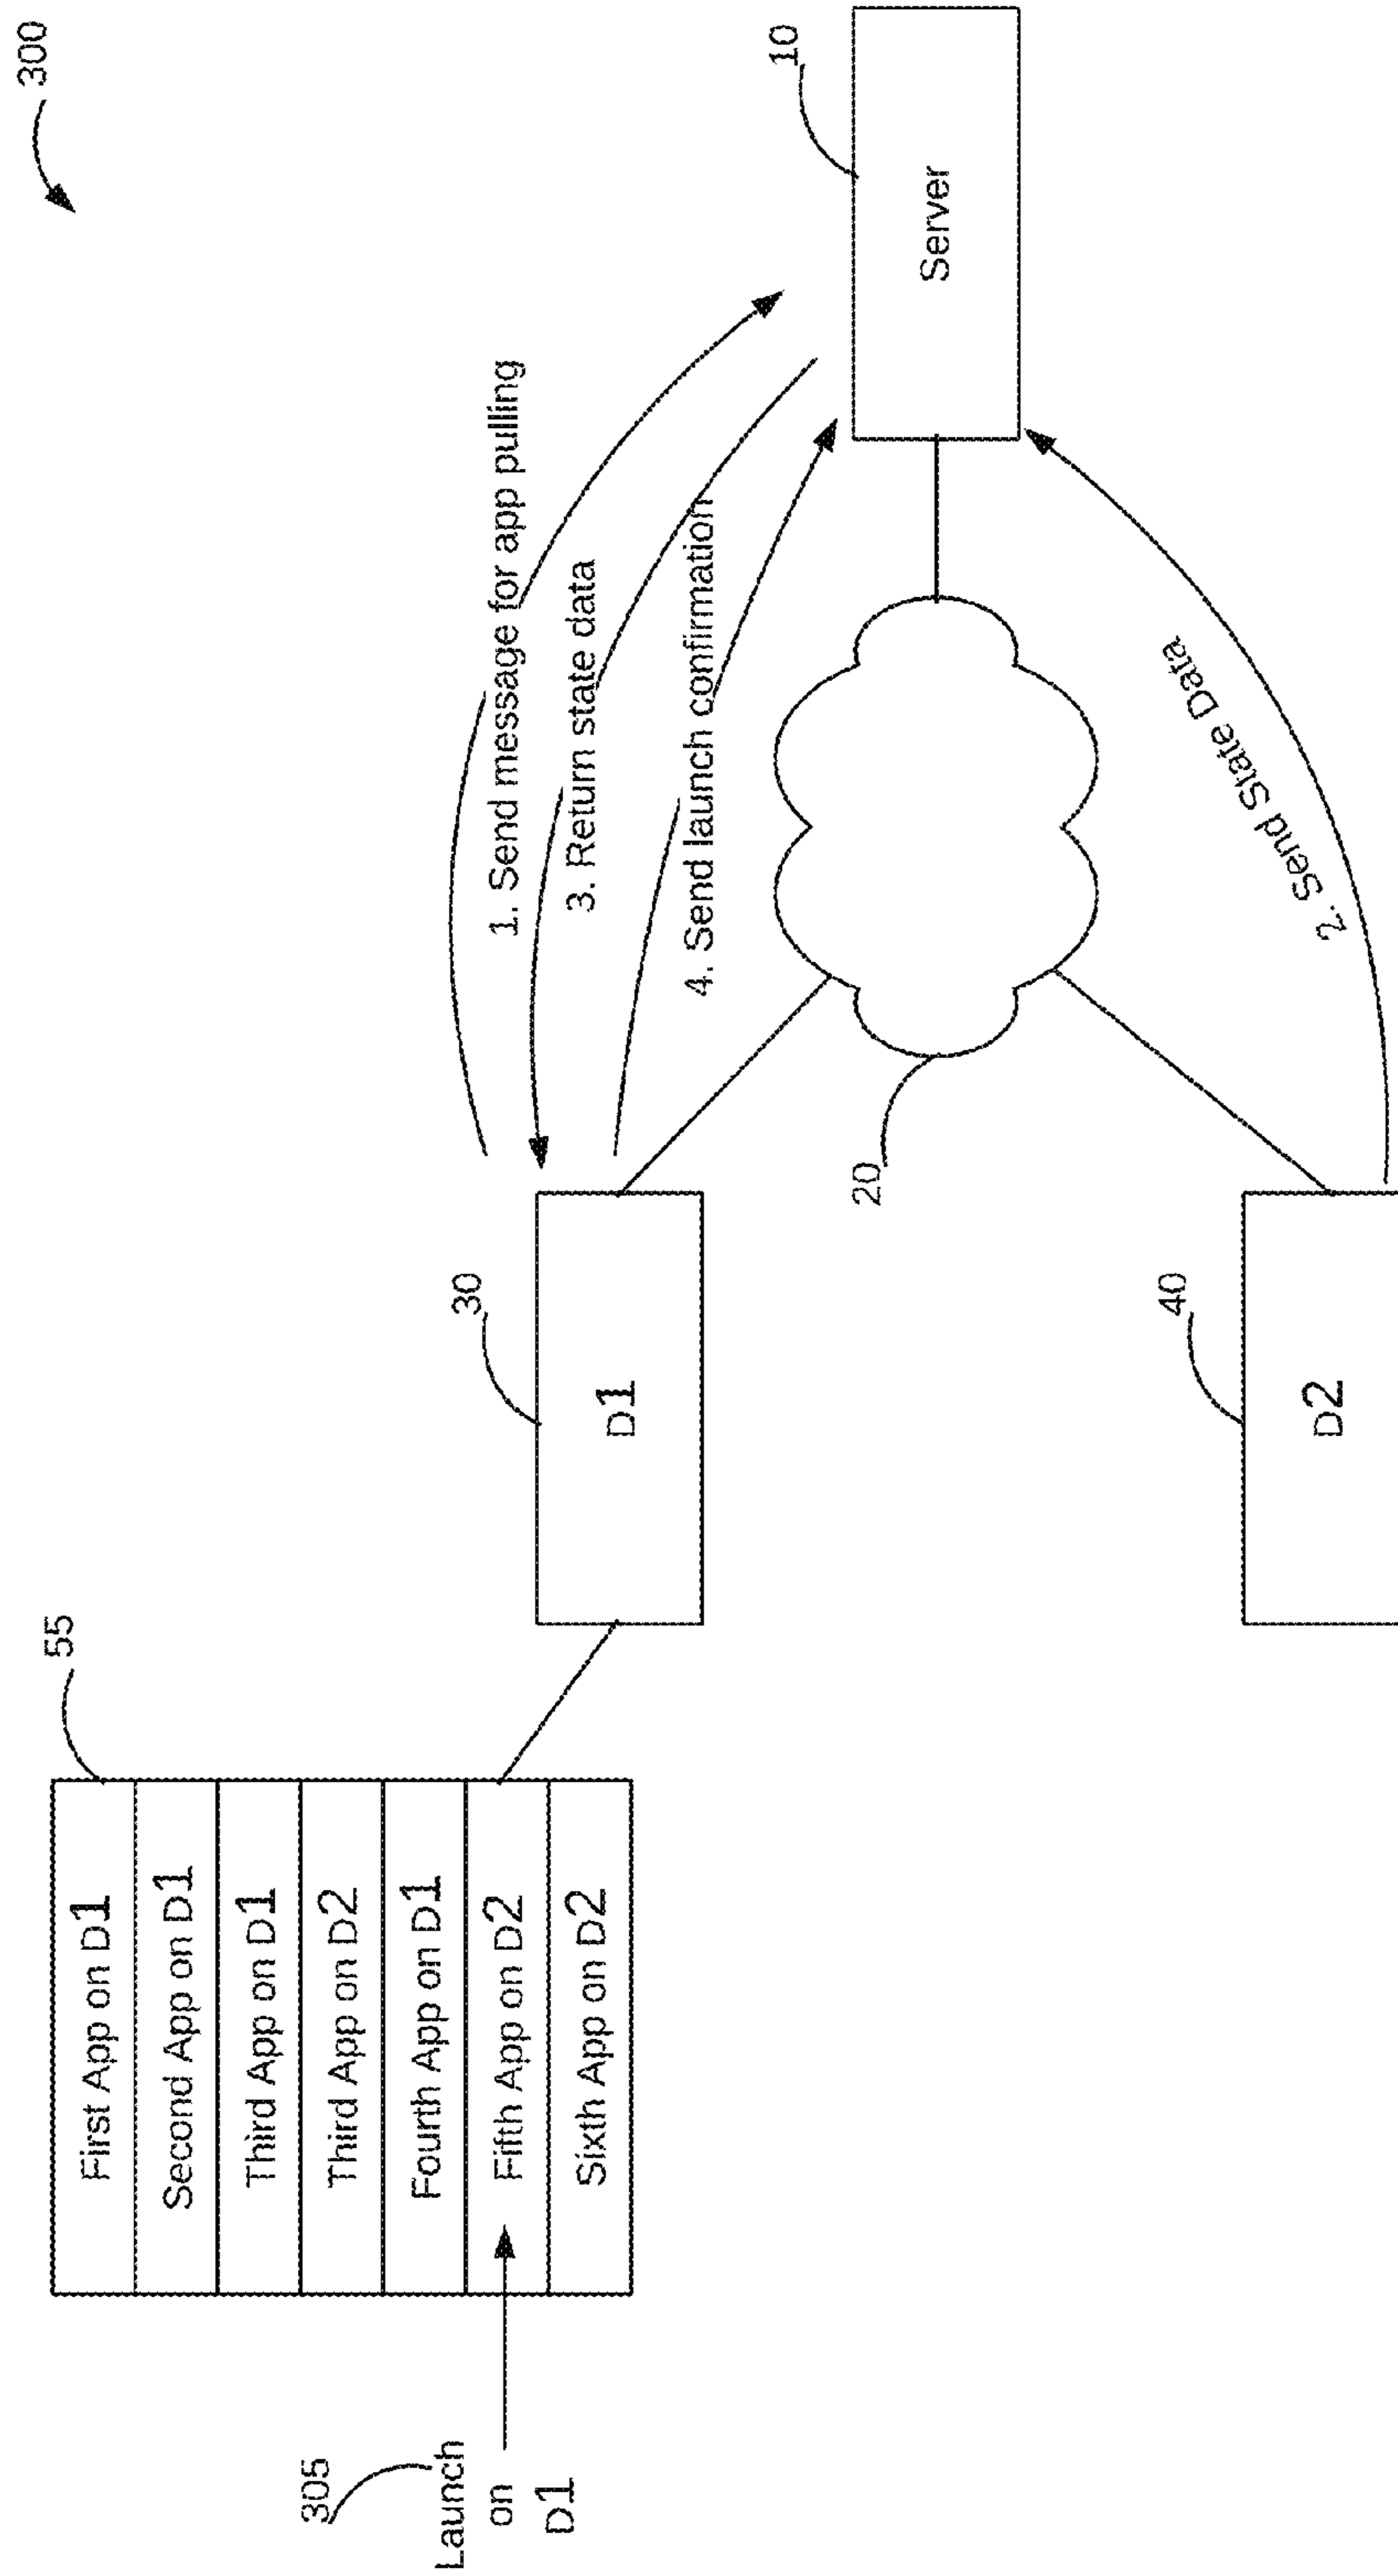 300
55
First App on D1
Second App on D1
Third App on D1
Third App on D2
Fourth App on D1
Fifth App on D2
Sixth App on D2
305
Launch
on
D1
30
D1
1. Send message for app pulling
3. Return state data
4. Send launch confirmation
10
Server
20
40
D2
2. Send State Data